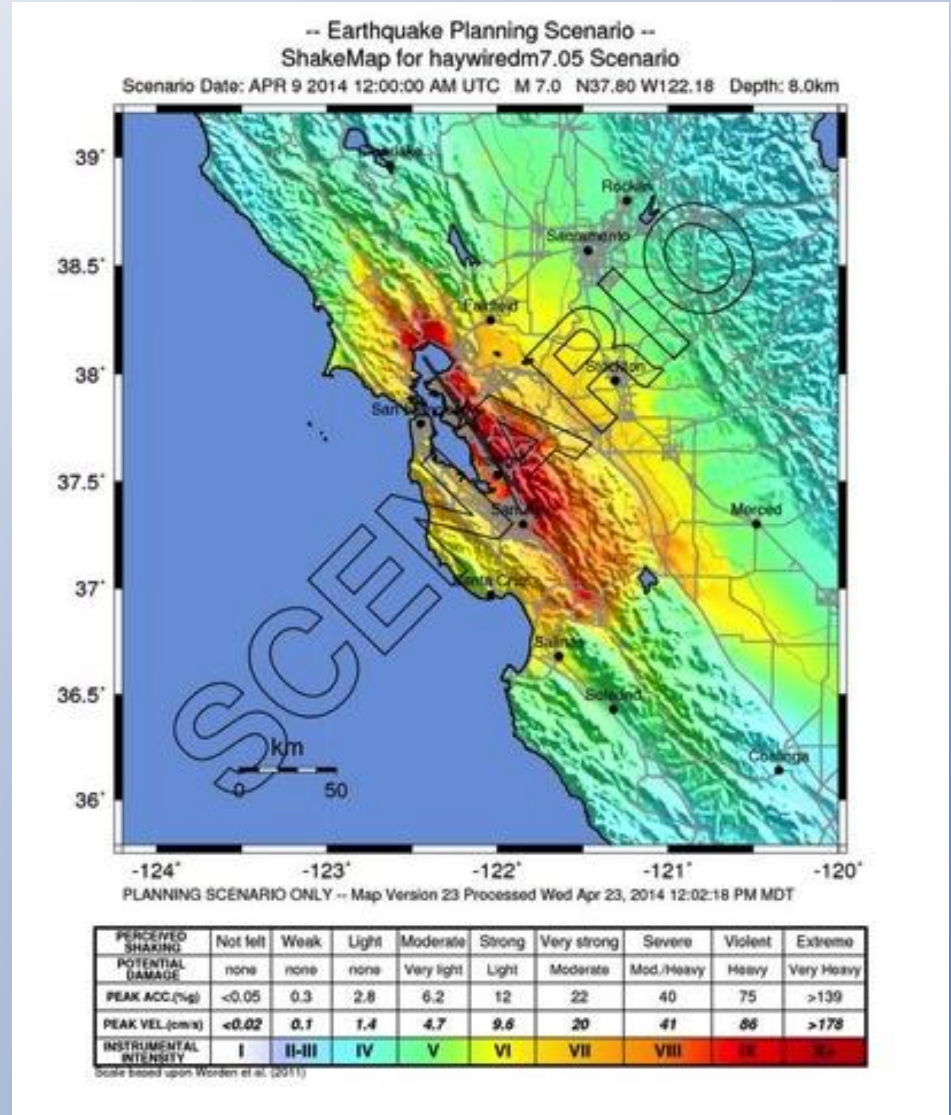 -- Earthquake Planning Scenario --
ShakeMap for haywiredm7.05 Scenario
Scenario Date: APR 9 2014 12:00:00 AM UTC M 7.0 N37.80 W122.18 Depth: 8.0km
39°
38.5°
38°
37.5°
37°
36.5°
36°
Rocklin
Sacramento
Fairfield
Stockton
San
Merced
Santa Cruz
Salinas
Soledad
Coalinga
SCENARIO
km
0 50
-124° -123° -122° -121° -120°
PLANNING SCENARIO ONLY -- Map Version 23 Processed Wed Apr 23, 2014 12:02:18 PM MDT
PERCEIVED SHAKING Not felt Weak Light Moderate Strong Very strong Severe Violent Extreme
POTENTIAL DAMAGE none none none Very light Light Moderate Mod./Heavy Heavy Very Heavy
PEAK ACC.(%g) <0.05 0.3 2.8 6.2 12 22 40 75 >139
PEAK VEL.(cm/s) <0.02 0.1 1.4 4.7 9.6 20 41 86 >178
INSTRUMENTAL INTENSITY I II-III IV V VI VII VIII IX X+
Scale based upon Worden et al. (2011)